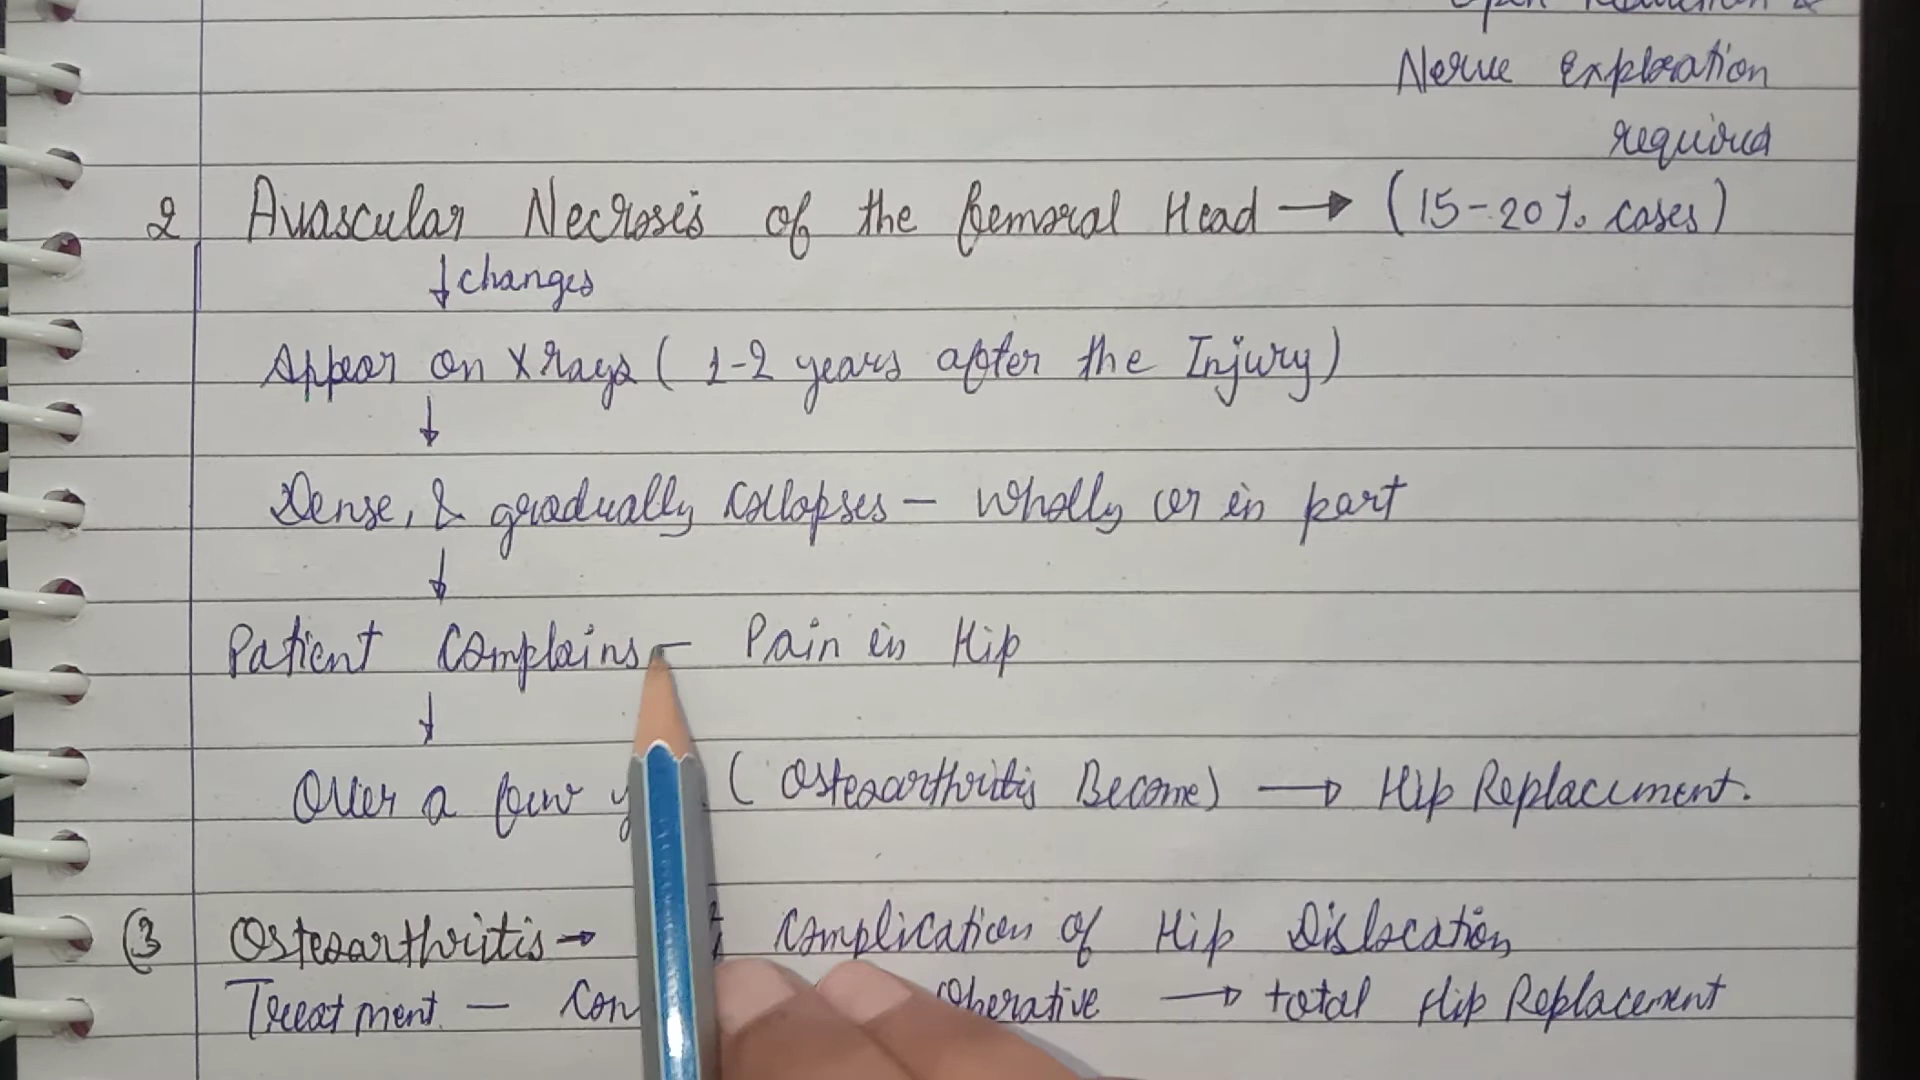 Nerve Exploration
required
2 Avascular Necrosis of the femoral Head → (15-20% cases)
↓ changes
Appear on X rays ( 1-2 years after the Injury)
↓
Dense, & gradually collapses - wholly or in part
↓
Patient Complains - Pain in Hip
↓
Over a few ( Osteoarthritis Become) → Hip Replacement.
(3 Osteoarthritis → Complication of Hip Dislocation
Treatment - → total Hip Replacement